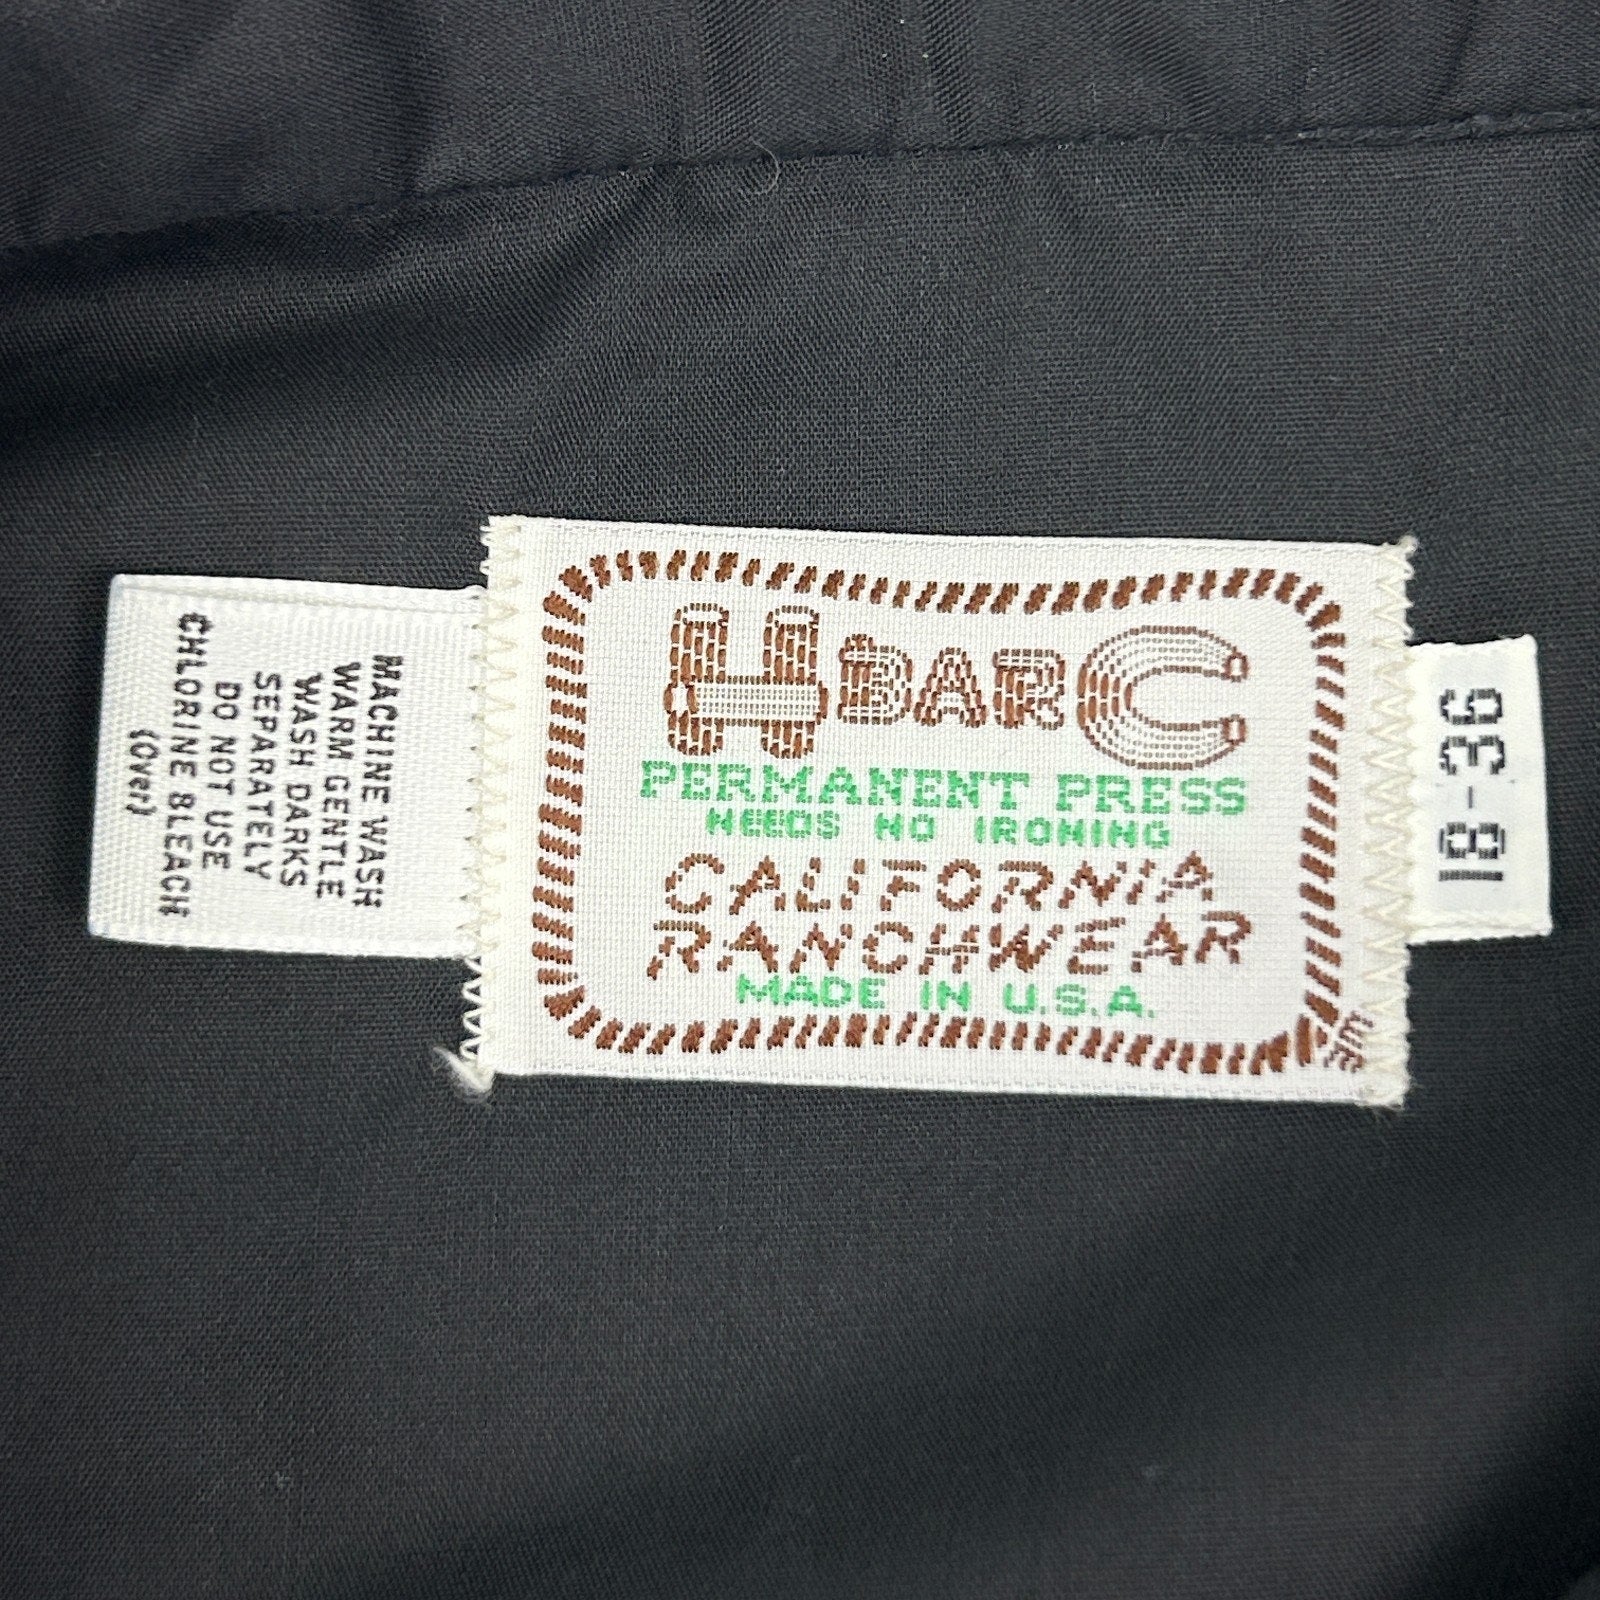 MACHINE WASH
WARM GENTLE
WASH DARKS
SEPARATELY
DO NOT USE
CHLORINE BLEACH
(Over)
H BAR C
PERMANENT PRESS
NEEDS NO IRONING
CALIFORNIA
RANCHWEAR
MADE IN U.S.A.
18-36